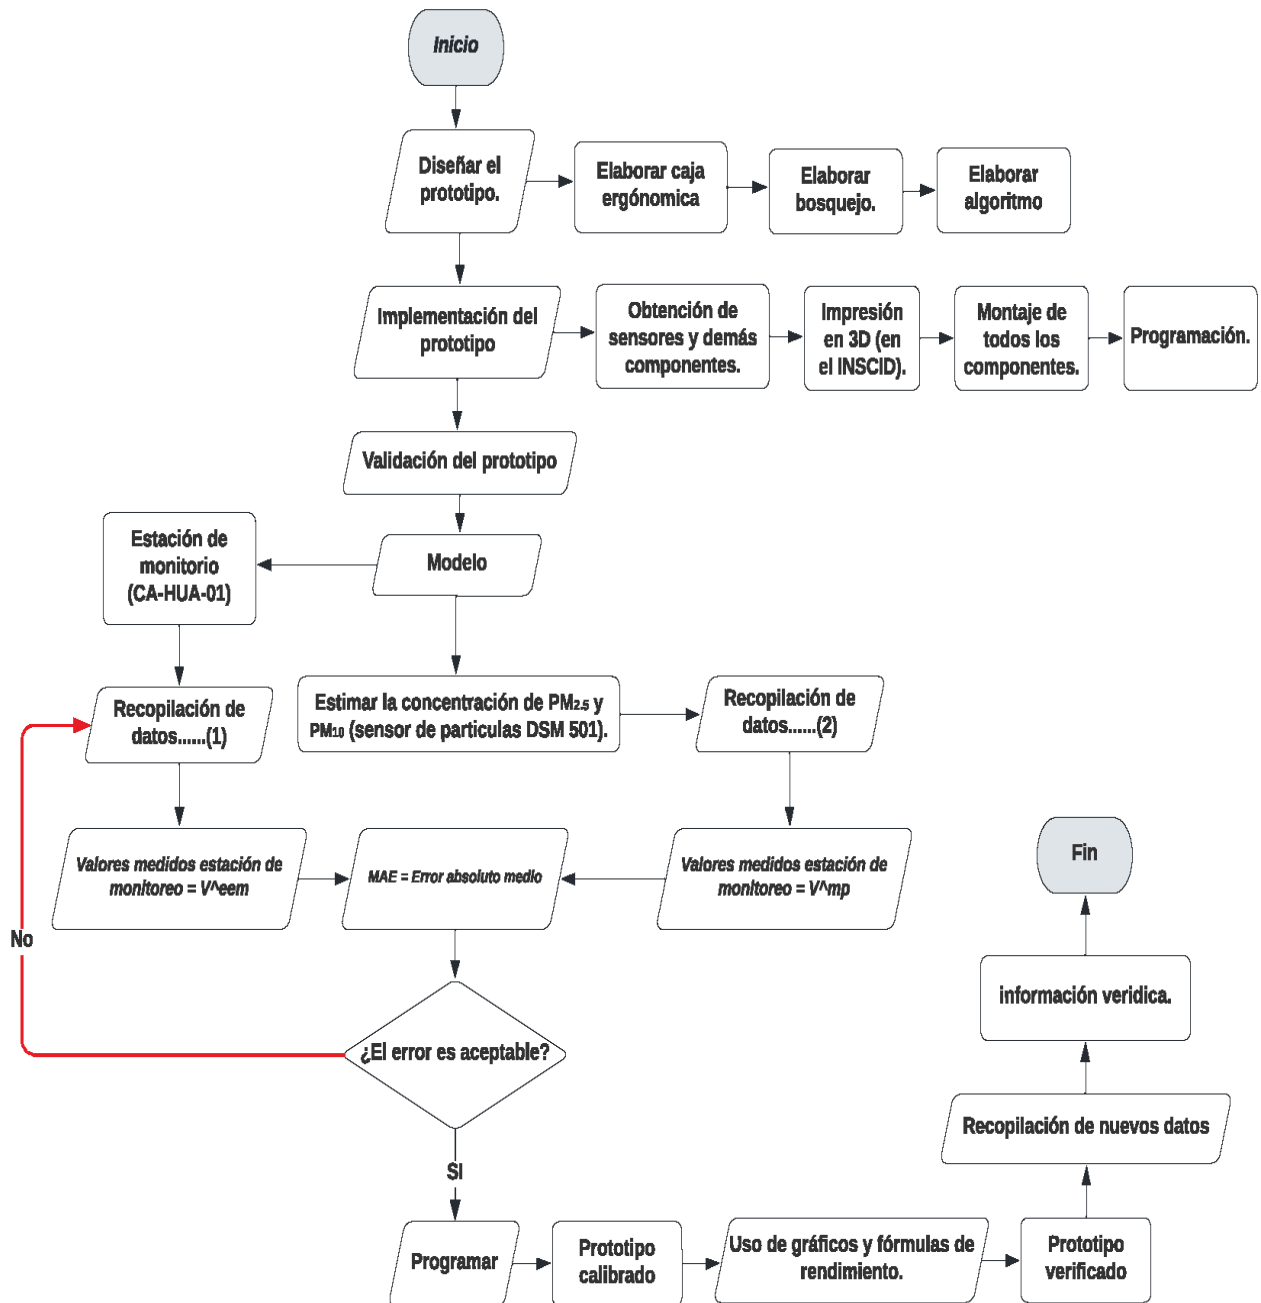 Inicio
Diseñar el
prototipo.
Elaborar caja
ergónomica
Elaborar
bosquejo.
Elaborar
algoritmo
Implementación del
prototipo
Obtención de
sensores y demás
componentes.
Impresión
en 3D (en
el INSCID).
Montaje de
todos los
componentes.
Programación.
Validación del prototipo
Modelo
Estación de
monitorio
(CA-HUA-01)
Recopilación de
datos......(1)
Estimar la concentración de PM2.5 y
PM10 (sensor de particulas DSM 501).
Recopilación de
datos......(2)
Valores medidos estación de
monitoreo = V^eem
MAE = Error absoluto medio
Valores medidos estación de
monitoreo = V^mp
No
¿El error es aceptable?
SI
Programar
Prototipo
calibrado
Uso de gráficos y fórmulas de
rendimiento.
Prototipo
verificado
Recopilación de nuevos datos
información veridica.
Fin